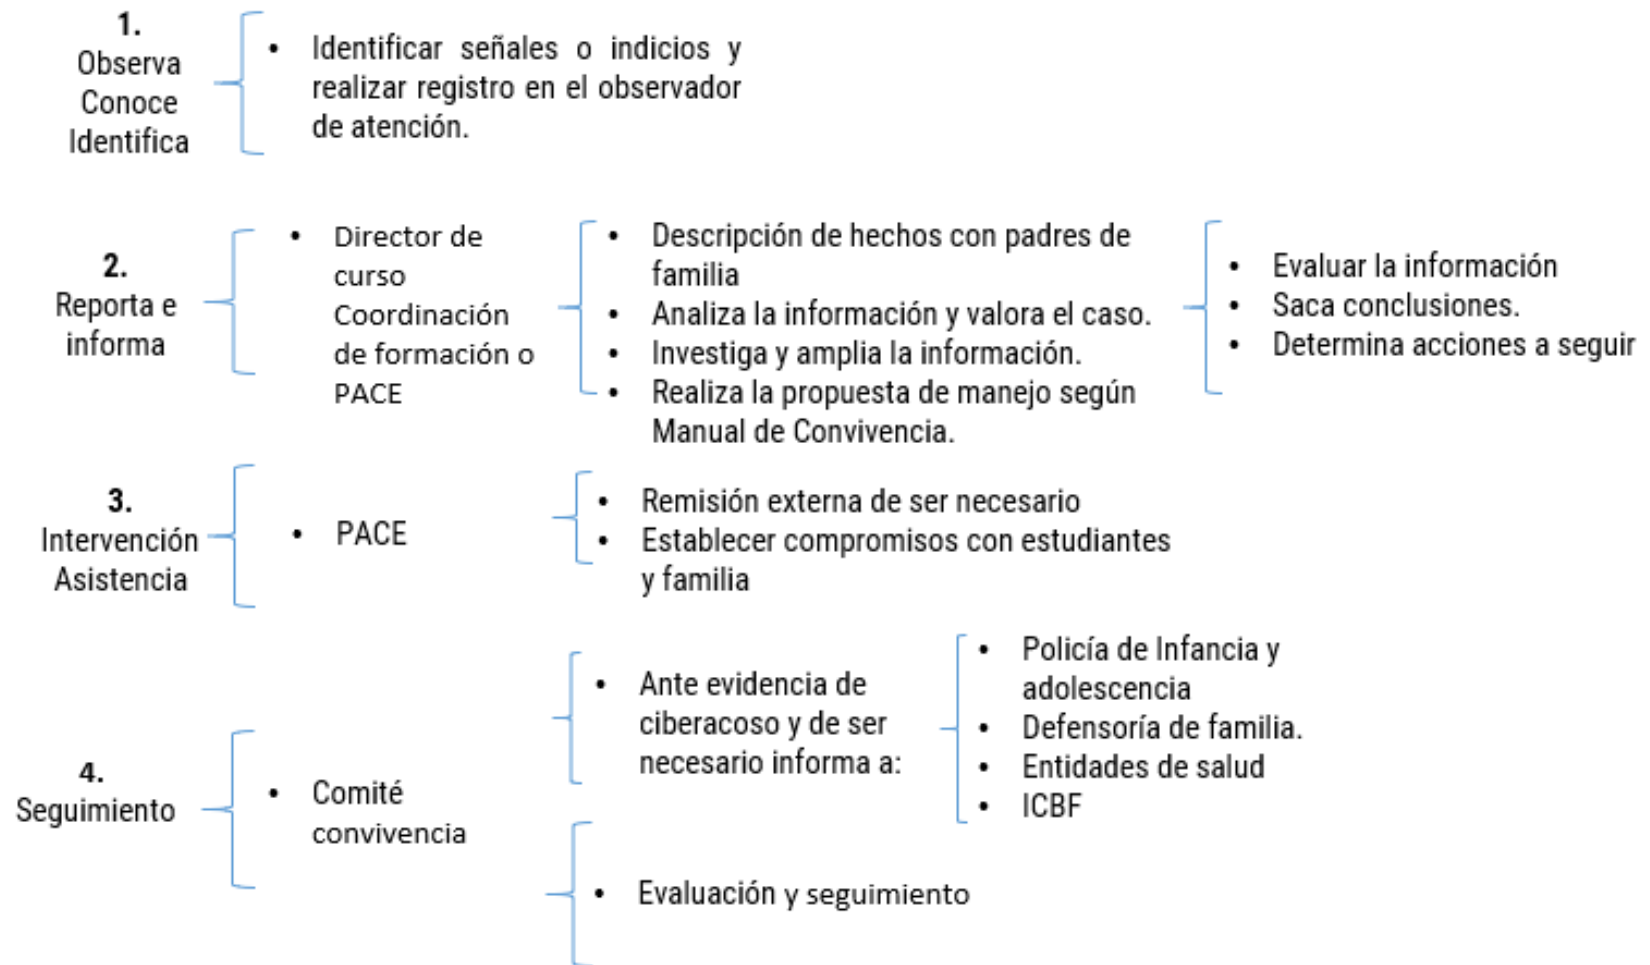 1.
Observa
Conoce
Identifica
• Identificar señales o indicios y
realizar registro en el observador
de atención.
2.
Reporta e
informa
• Director de
curso
Coordinación
de formación o
PACE
• Descripción de hechos con padres de
familia
• Analiza la información y valora el caso.
• Investiga y amplia la información.
• Realiza la propuesta de manejo según
Manual de Convivencia.
• Evaluar la información
• Saca conclusiones.
• Determina acciones a seguir
3.
Intervención
Asistencia
• PACE
• Remisión externa de ser necesario
• Establecer compromisos con estudiantes
y familia
4.
Seguimiento
• Comité
convivencia
• Ante evidencia de
ciberacoso y de ser
necesario informa a:
• Policía de Infancia y
adolescencia
• Defensoría de familia.
• Entidades de salud
• ICBF
• Evaluación y seguimiento